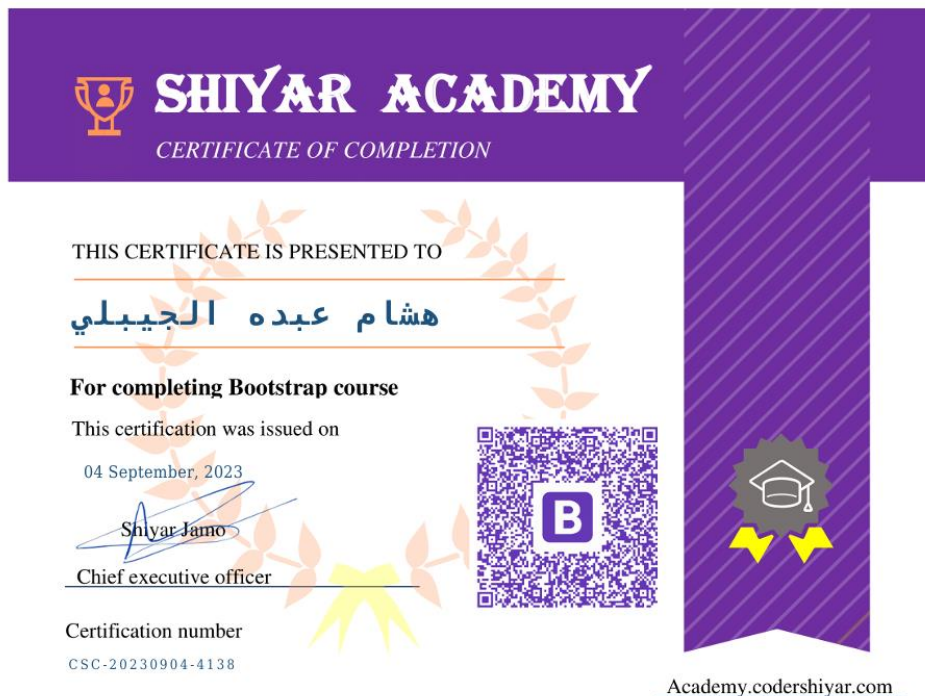 SHIYAR ACADEMY
CERTIFICATE OF COMPLETION
THIS CERTIFICATE IS PRESENTED TO
هشام عبده الجيبلي
For completing Bootstrap course
This certification was issued on
04 September, 2023
Shiyar Jamo
Chief executive officer
B
Certification number
CSC-20230904-4138
Academy.codershiyar.com